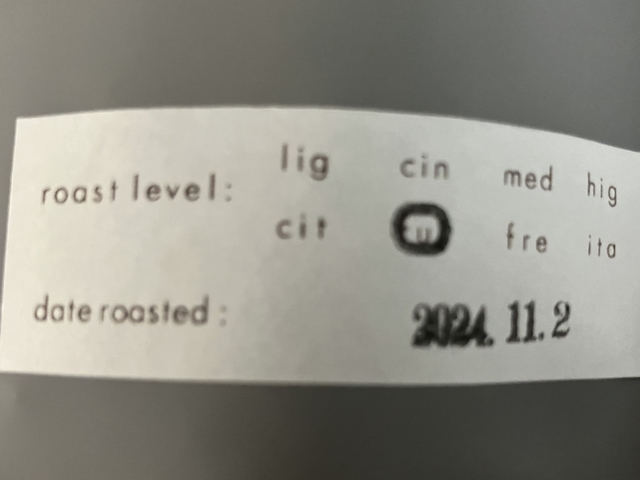 roast level: lig cin med hig
cit fre ita
date roasted: 2024. 11. 2